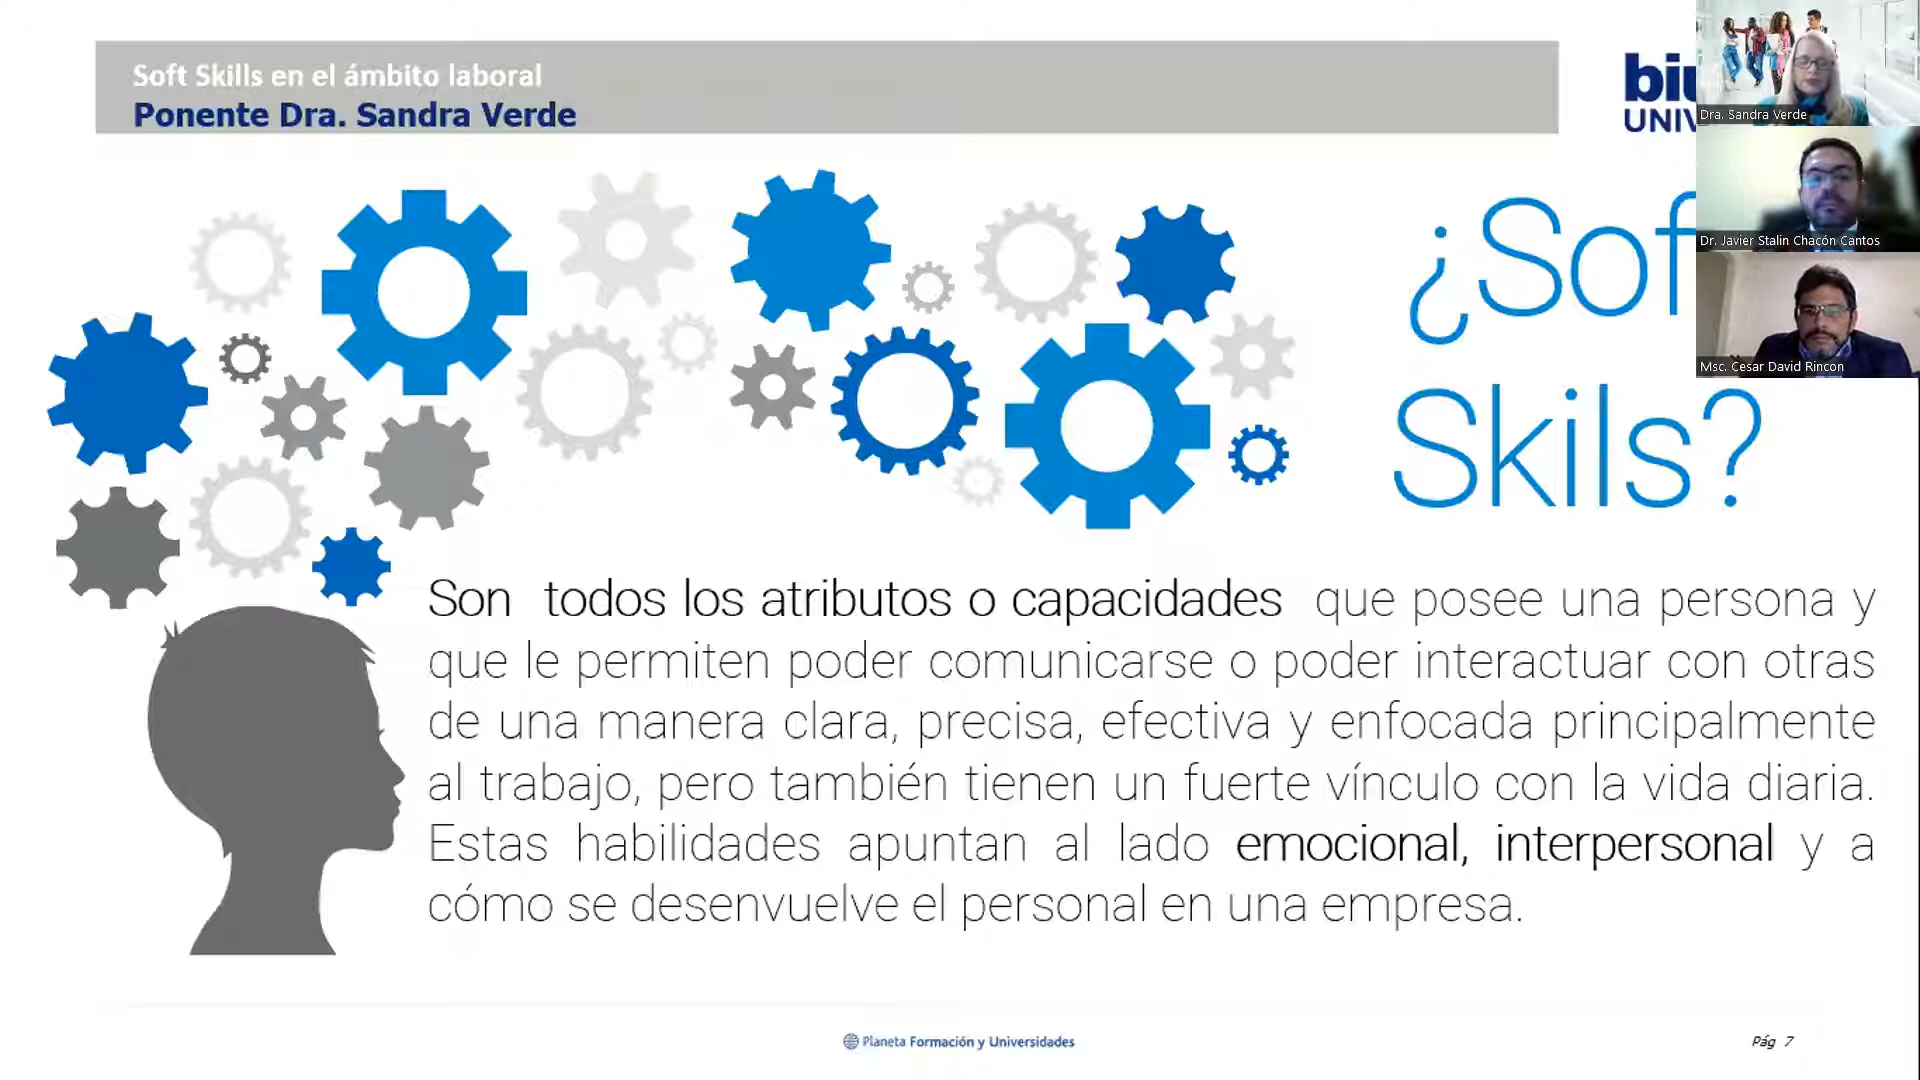 Soft Skills en el ámbito laboral
Ponente Dra. Sandra Verde
Dra. Sandra Verde
Dr. Javier Stalin Chacón Cantos
Msc. Cesar David Rincon
Skils?
Son todos los atributos o capacidades que posee una persona y
que le permiten poder comunicarse o poder interactuar con otras
de una manera clara, precisa, efectiva y enfocada principalmente
al trabajo, pero también tienen un fuerte vínculo con la vida diaria.
Estas habilidades apuntan al lado emocional, interpersonal y a
cómo se desenvuelve el personal en una empresa.
Planeta Formación y Universidades
Pág 7